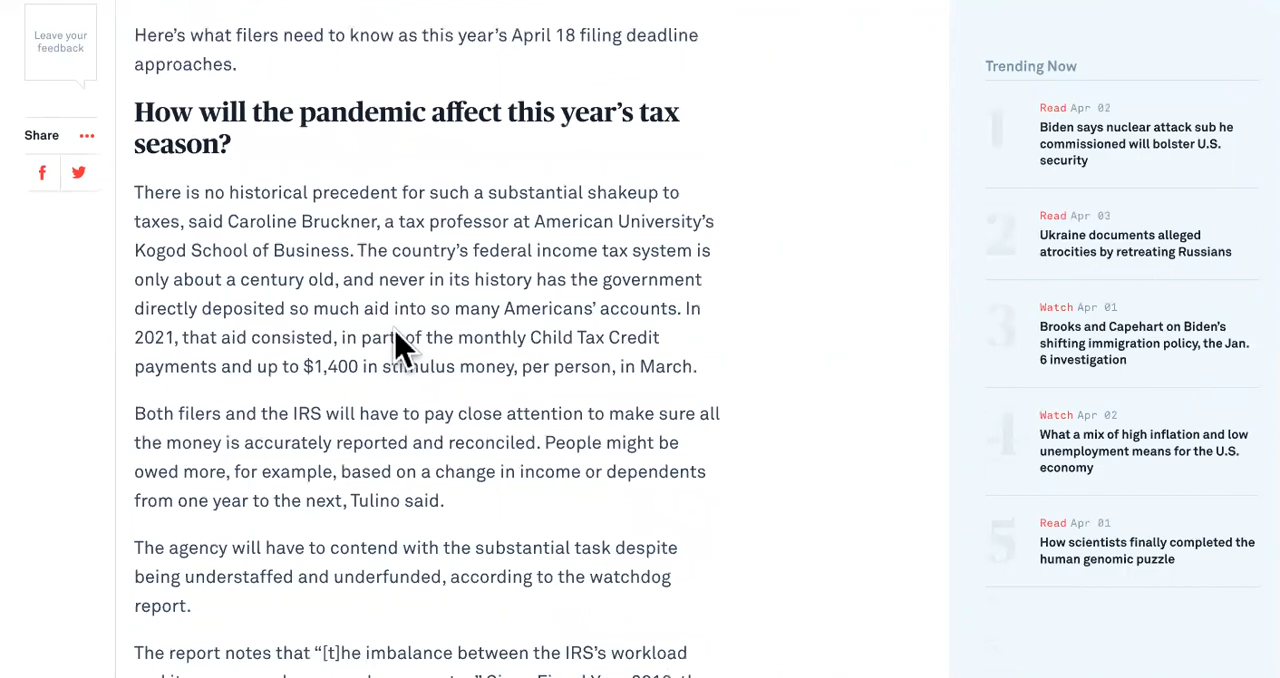 Leave your
feedback
Share
Here’s what filers need to know as this year’s April 18 filing deadline
approaches.
How will the pandemic affect this year’s tax
season?
There is no historical precedent for such a substantial shakeup to
taxes, said Caroline Bruckner, a tax professor at American University’s
Kogod School of Business. The country’s federal income tax system is
only about a century old, and never in its history has the government
directly deposited so much aid into so many Americans’ accounts. In
2021, that aid consisted, in part of the monthly Child Tax Credit
payments and up to $1,400 in stimulus money, per person, in March.
Both filers and the IRS will have to pay close attention to make sure all
the money is accurately reported and reconciled. People might be
owed more, for example, based on a change in income or dependents
from one year to the next, Tulino said.
The agency will have to contend with the substantial task despite
being understaffed and underfunded, according to the watchdog
report.
The report notes that “[t]he imbalance between the IRS’s workload
Trending Now
1
Read Apr 02
Biden says nuclear attack sub he
commissioned will bolster U.S.
security
2
Read Apr 03
Ukraine documents alleged
atrocities by retreating Russians
3
Watch Apr 01
Brooks and Capehart on Biden’s
shifting immigration policy, the Jan.
6 investigation
4
Watch Apr 02
What a mix of high inflation and low
unemployment means for the U.S.
economy
5
Read Apr 01
How scientists finally completed the
human genomic puzzle